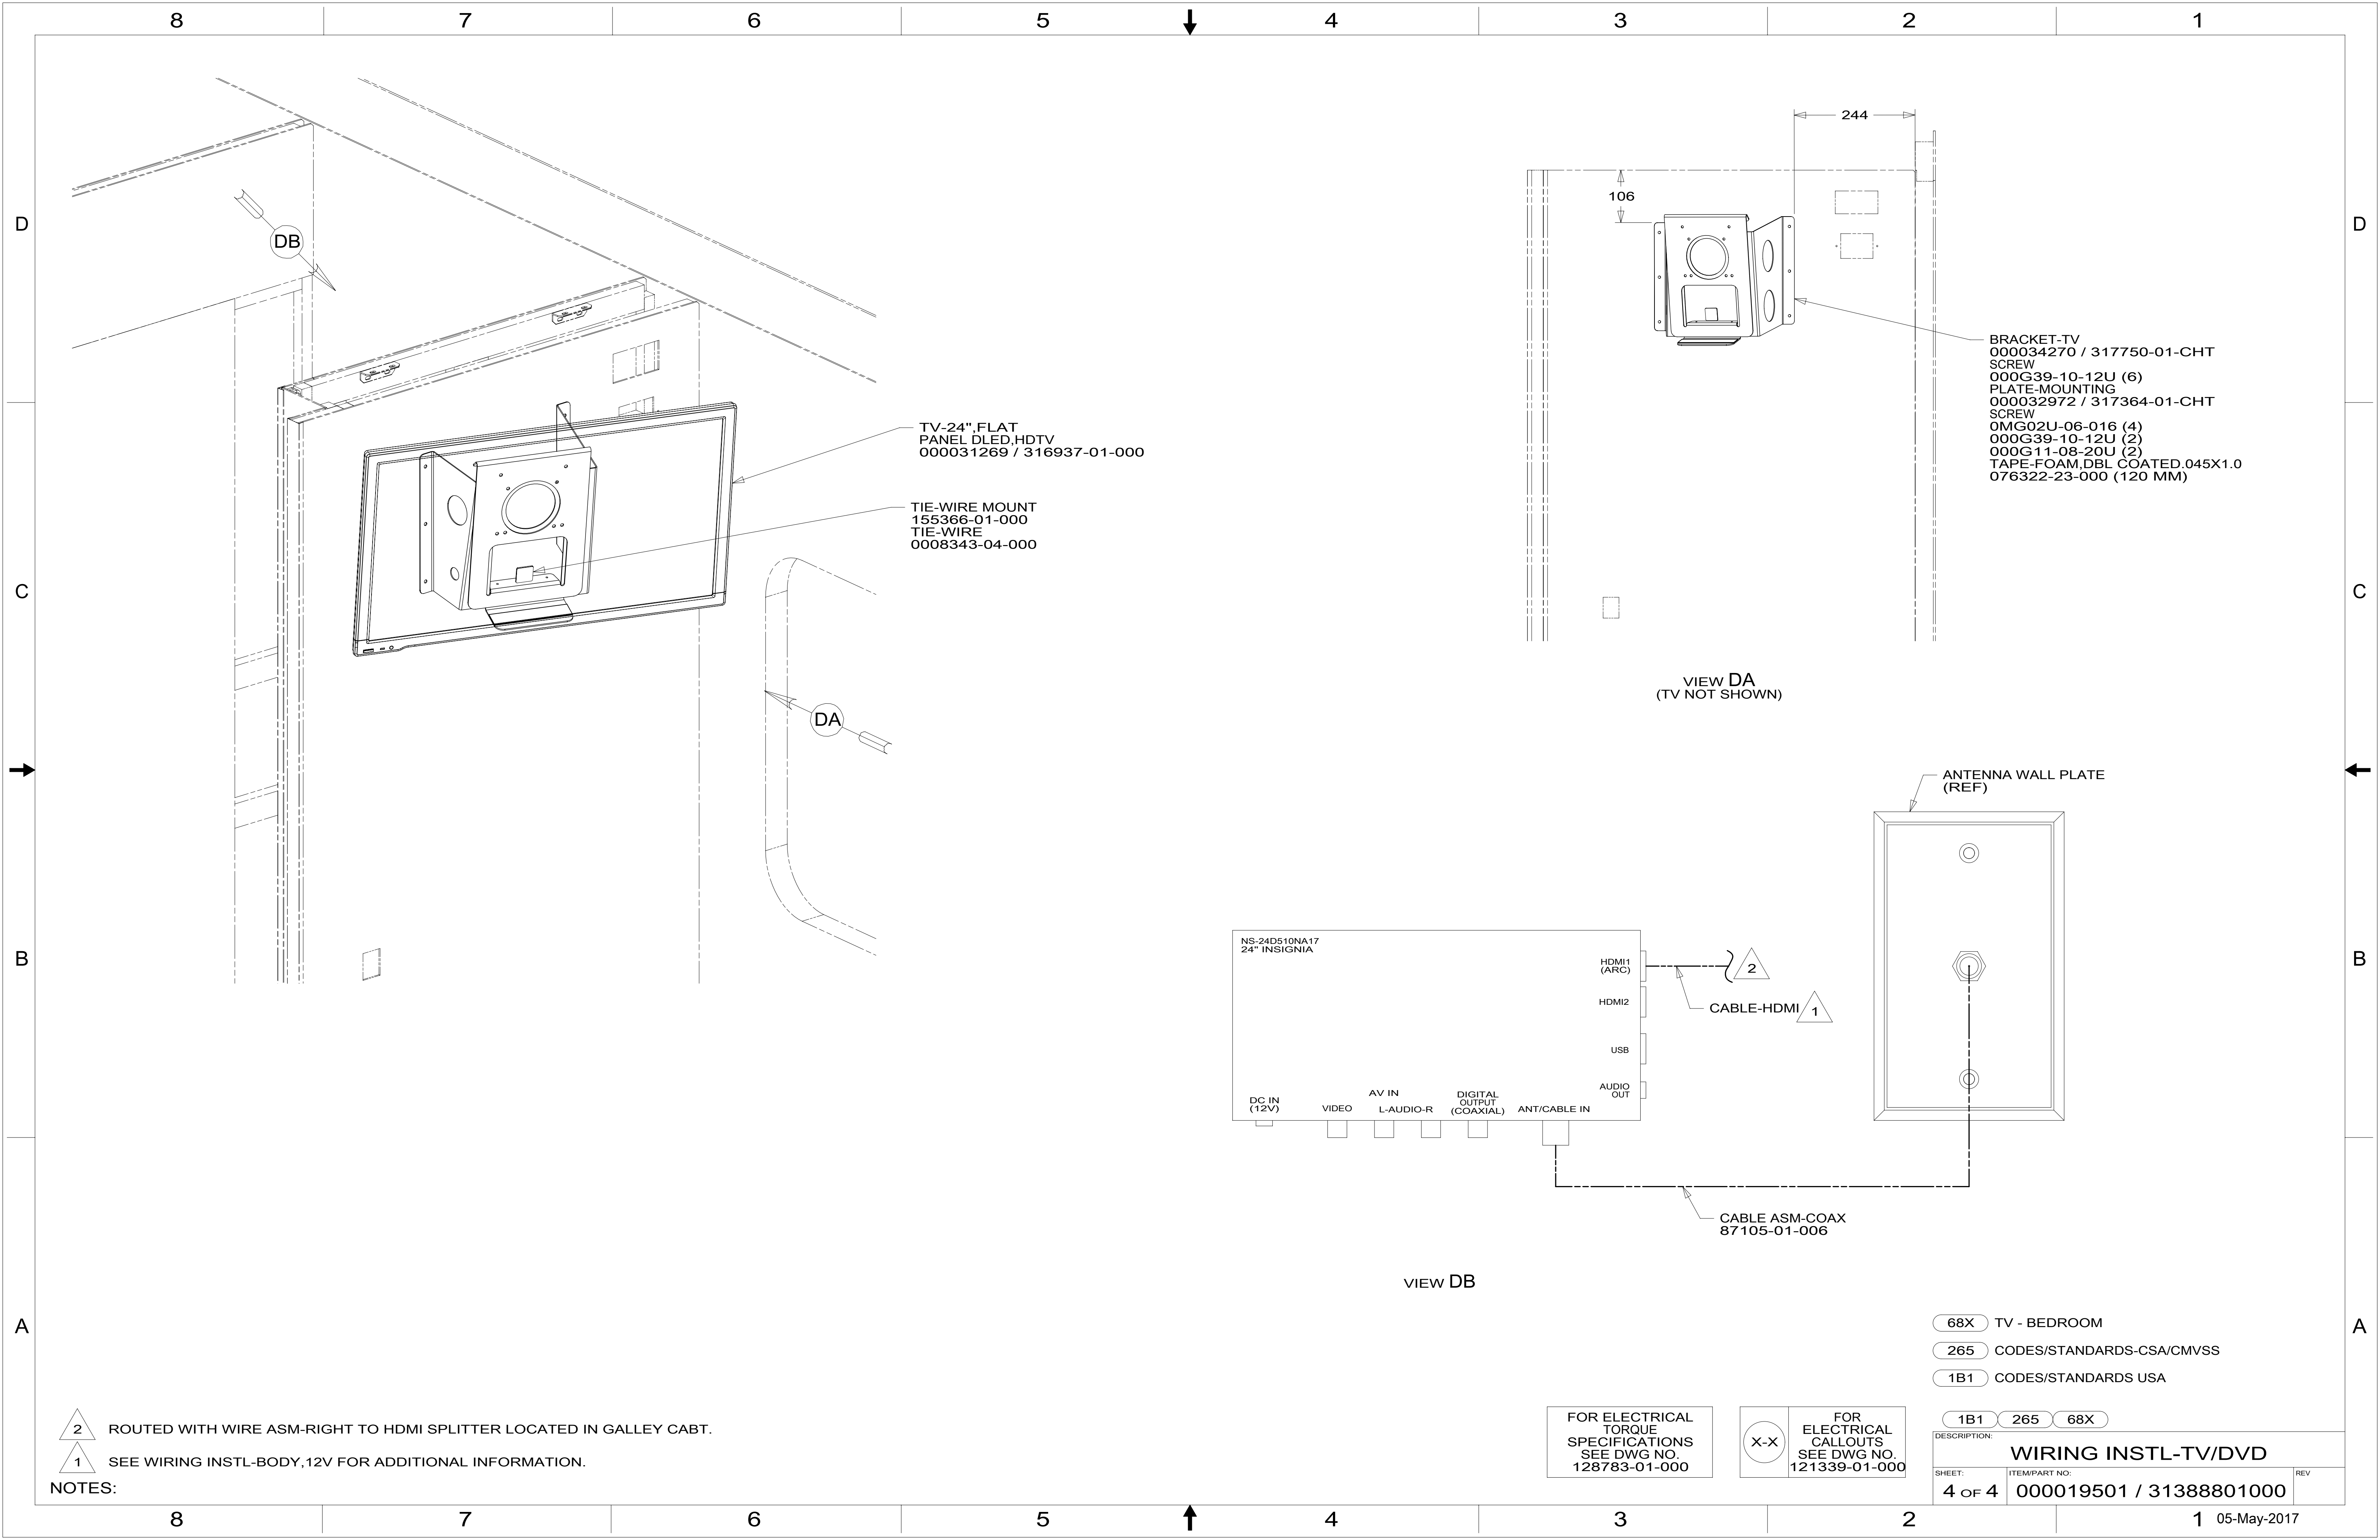 8 7 6 5 4 3 2 1
D
D
C
C
B
B
A
A
DB
TV-24",FLAT
PANEL DLED,HDTV
000031269 / 316937-01-000
TIE-WIRE MOUNT
155366-01-000
TIE-WIRE
0008343-04-000
DA
244
106
BRACKET-TV
000034270 / 317750-01-CHT
SCREW
000G39-10-12U (6)
PLATE-MOUNTING
000032972 / 317364-01-CHT
SCREW
0MG02U-06-016 (4)
000G39-10-12U (2)
000G11-08-20U (2)
TAPE-FOAM,DBL COATED.045X1.0
076322-23-000 (120 MM)
VIEW DA
(TV NOT SHOWN)
ANTENNA WALL PLATE
(REF)
NS-24D510NA17
24" INSIGNIA
HDMI1
(ARC)
2
CABLE-HDMI 1
HDMI2
USB
AUDIO
OUT
DC IN
(12V)
VIDEO
AV IN
L-AUDIO-R
DIGITAL
OUTPUT
(COAXIAL)
ANT/CABLE IN
CABLE ASM-COAX
87105-01-006
VIEW DB
68X TV - BEDROOM
265 CODES/STANDARDS-CSA/CMVSS
1B1 CODES/STANDARDS USA
2 ROUTED WITH WIRE ASM-RIGHT TO HDMI SPLITTER LOCATED IN GALLEY CABT.
1 SEE WIRING INSTL-BODY,12V FOR ADDITIONAL INFORMATION.
NOTES:
FOR ELECTRICAL
TORQUE
SPECIFICATIONS
SEE DWG NO.
128783-01-000
X-X
FOR
ELECTRICAL
CALLOUTS
SEE DWG NO.
121339-01-000
1B1 265 68X
DESCRIPTION:
WIRING INSTL-TV/DVD
SHEET:
4 OF 4
ITEM/PART NO:
000019501 / 31388801000
REV
8 7 6 5 4 3 2 1
05-May-2017